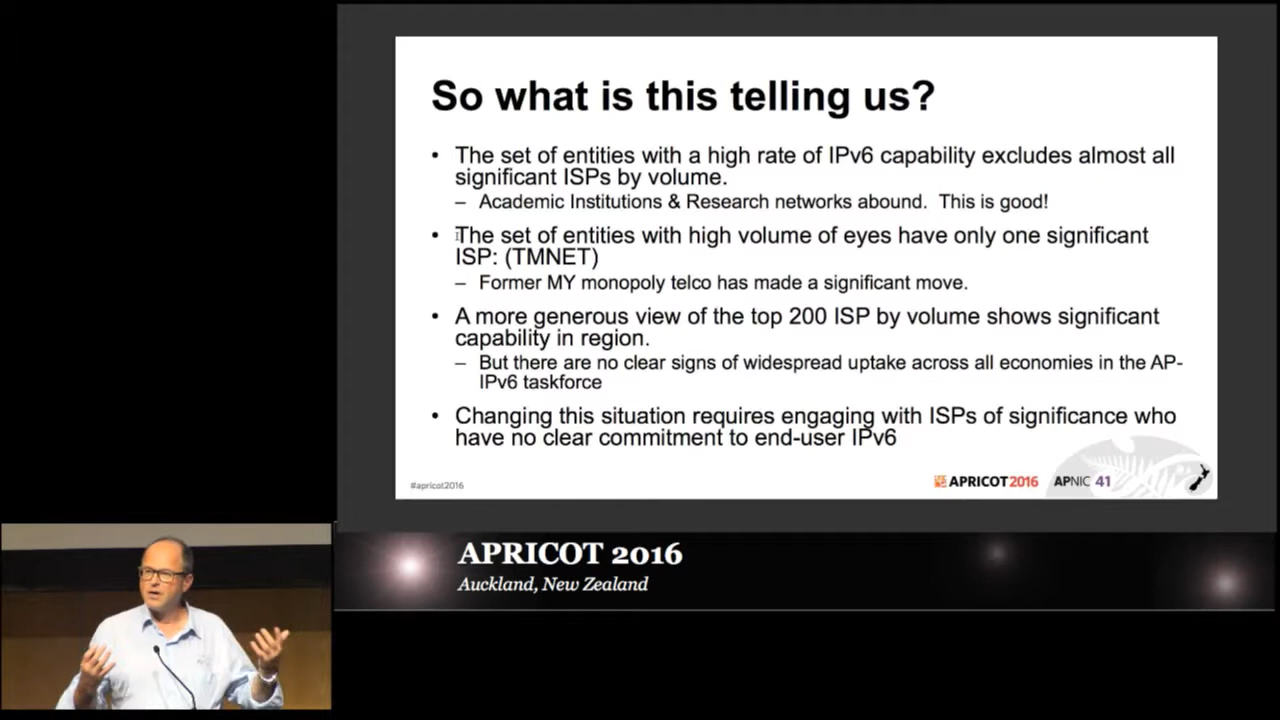 So what is this telling us?
• The set of entities with a high rate of IPv6 capability excludes almost all
significant ISPs by volume.
– Academic Institutions & Research networks abound. This is good!
• The set of entities with high volume of eyes have only one significant
ISP: (TMNET)
– Former MY monopoly telco has made a significant move.
• A more generous view of the top 200 ISP by volume shows significant
capability in region.
– But there are no clear signs of widespread uptake across all economies in the AP-
IPv6 taskforce
• Changing this situation requires engaging with ISPs of significance who
have no clear commitment to end-user IPv6
#apricot2016
APRICOT2016 APNIC 41
APRICOT 2016
Auckland, New Zealand